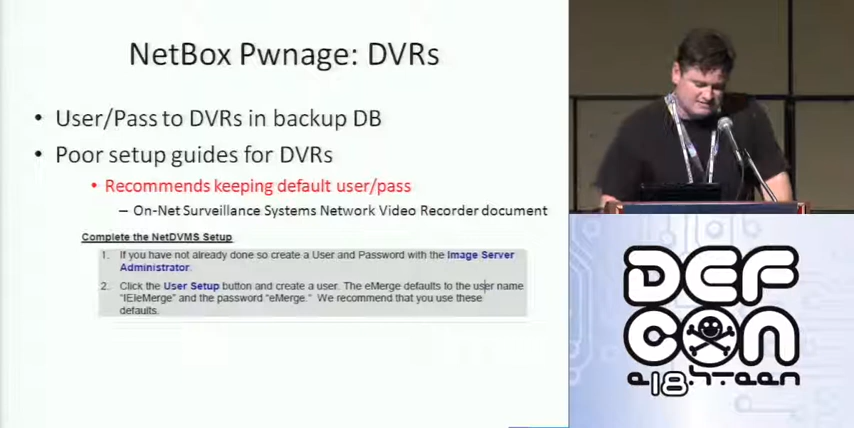 NetBox Pwnage: DVRs
• User/Pass to DVRs in backup DB
• Poor setup guides for DVRs
• Recommends keeping default user/pass
– On-Net Surveillance Systems Network Video Recorder document
Complete the NetDVMS Setup
1. If you have not already done so create a User and Password with the Image Server
Administrator.
2. Click the User Setup button and create a user. The eMerge defaults to the user name
"IEIeMerge" and the password "eMerge." We recommend that you use these
defaults.
DEF
CON
e18hteen